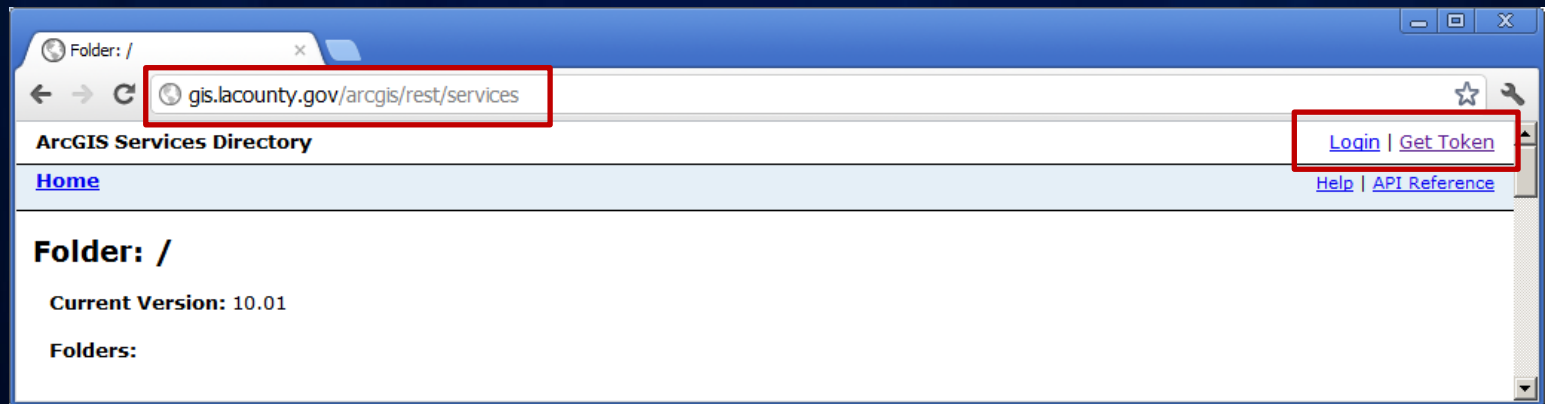 Folder: /
gis.lacounty.gov/arcgis/rest/services
ArcGIS Services Directory
Login | Get Token
Home
Help | API Reference
Folder: /
Current Version: 10.01
Folders: